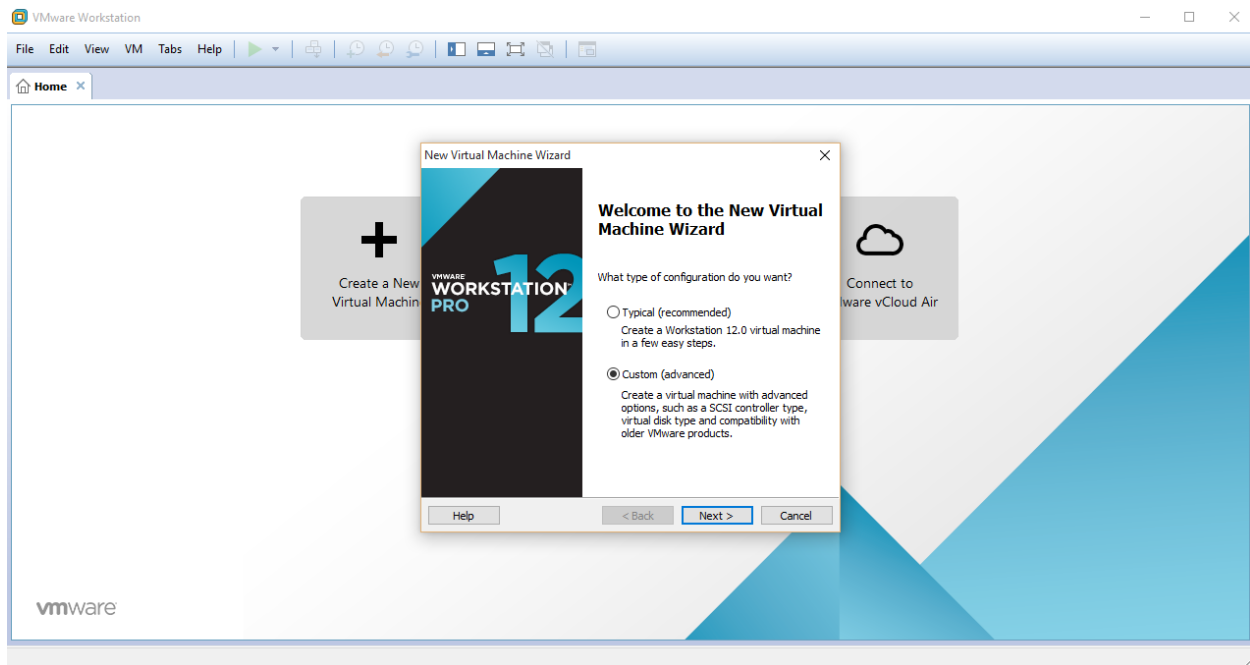 VMware Workstation
File Edit View VM Tabs Help
Home
New Virtual Machine Wizard
Create a New
Virtual Machin
VMWARE
WORKSTATION
PRO
12
Welcome to the New Virtual
Machine Wizard
What type of configuration do you want?
Typical (recommended)
Create a Workstation 12.0 virtual machine
in a few easy steps.
Custom (advanced)
Create a virtual machine with advanced
options, such as a SCSI controller type,
virtual disk type and compatibility with
older VMware products.
Help
< Back
Next >
Cancel
Connect to
ware vCloud Air
vmware